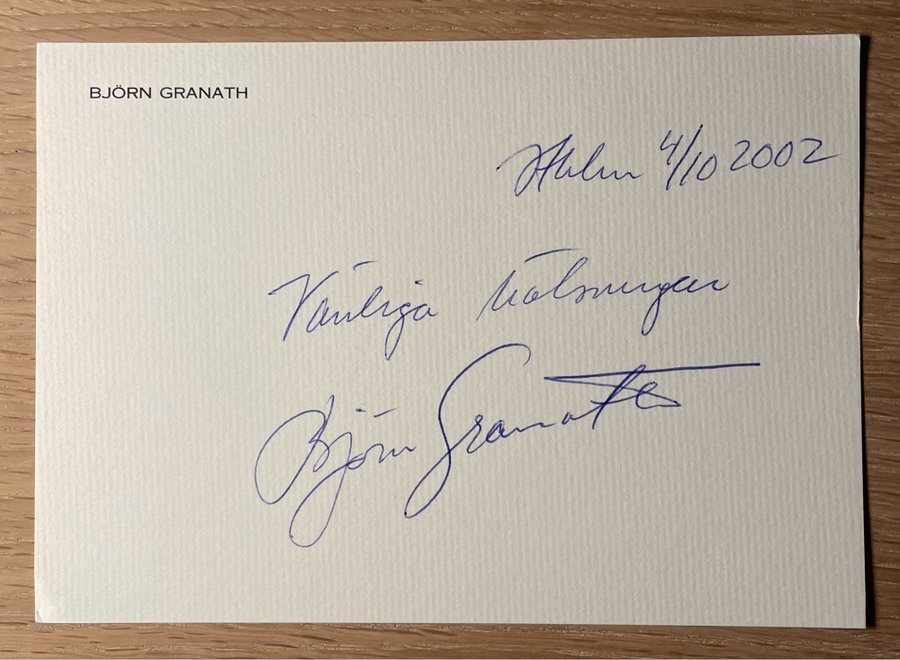 BJÖRN GRANATH
Sthlm 4/10 2002
Vänliga hälsningar
Björn Granath